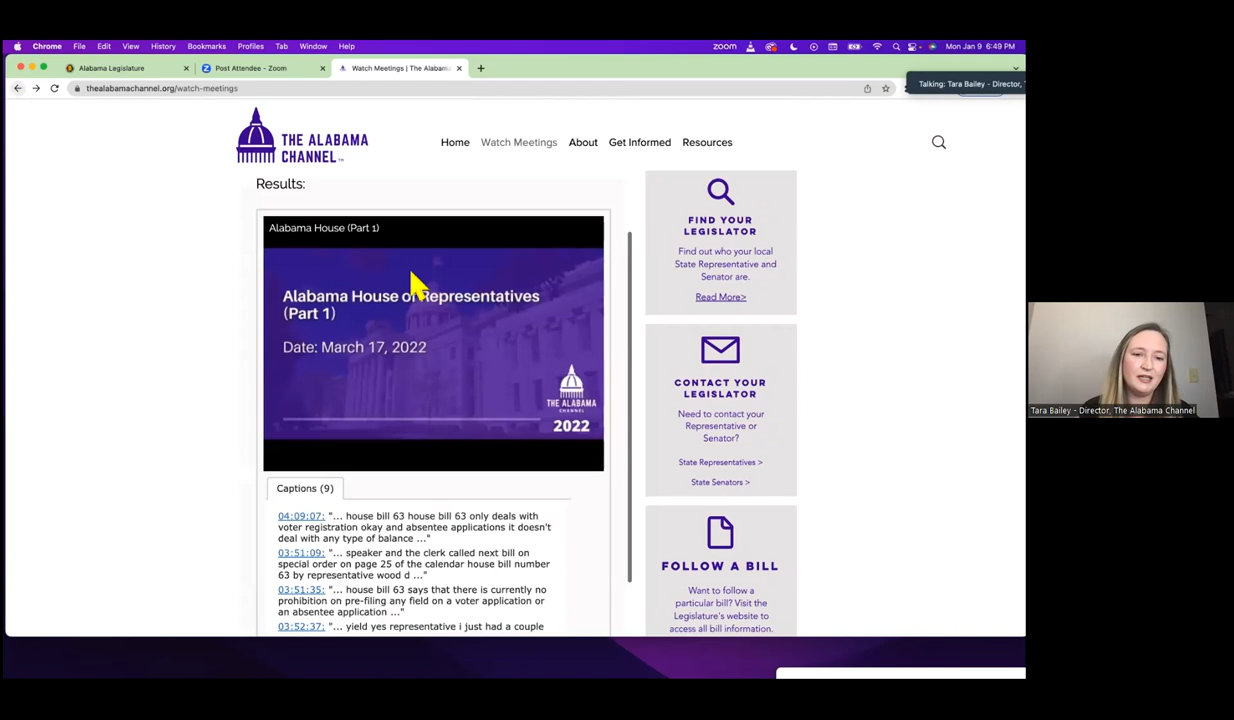 Chrome File Edit View History Bookmarks Profiles Tab Window Help
zoom
Mon Jan 9 6:49 PM
Alabama Legislature
Post Attendee - Zoom
Watch Meetings | The Alabam
thealabamachannel.org/watch-meetings
Talking: Tara Bailey - Director,
THE ALABAMA
CHANNEL
Home Watch Meetings About Get Informed Resources
Results:
Alabama House (Part 1)
Alabama House of Representatives
(Part 1)
Date: March 17, 2022
THE ALABAMA
CHANNEL
2022
Captions (9)
04:09:07: "... house bill 63 house bill 63 only deals with
voter registration okay and absentee applications it doesn't
deal with any type of balance ..."
03:51:09: "... speaker and the clerk called next bill on
special order on page 25 of the calendar house bill number
63 by representative wood d ..."
03:51:35: "... house bill 63 says that there is currently no
prohibition on pre-filing any field on a voter application or
an absentee application ..."
03:52:37: "... yield yes representative i just had a couple
FIND YOUR
LEGISLATOR
Find out who your local
State Representative and
Senator are.
Read More>
CONTACT YOUR
LEGISLATOR
Need to contact your
Representative or
Senator?
State Representatives >
State Senators >
FOLLOW A BILL
Want to follow a
particular bill? Visit the
Legislature's website to
access all bill information.
Tara Bailey - Director, The Alabama Channel